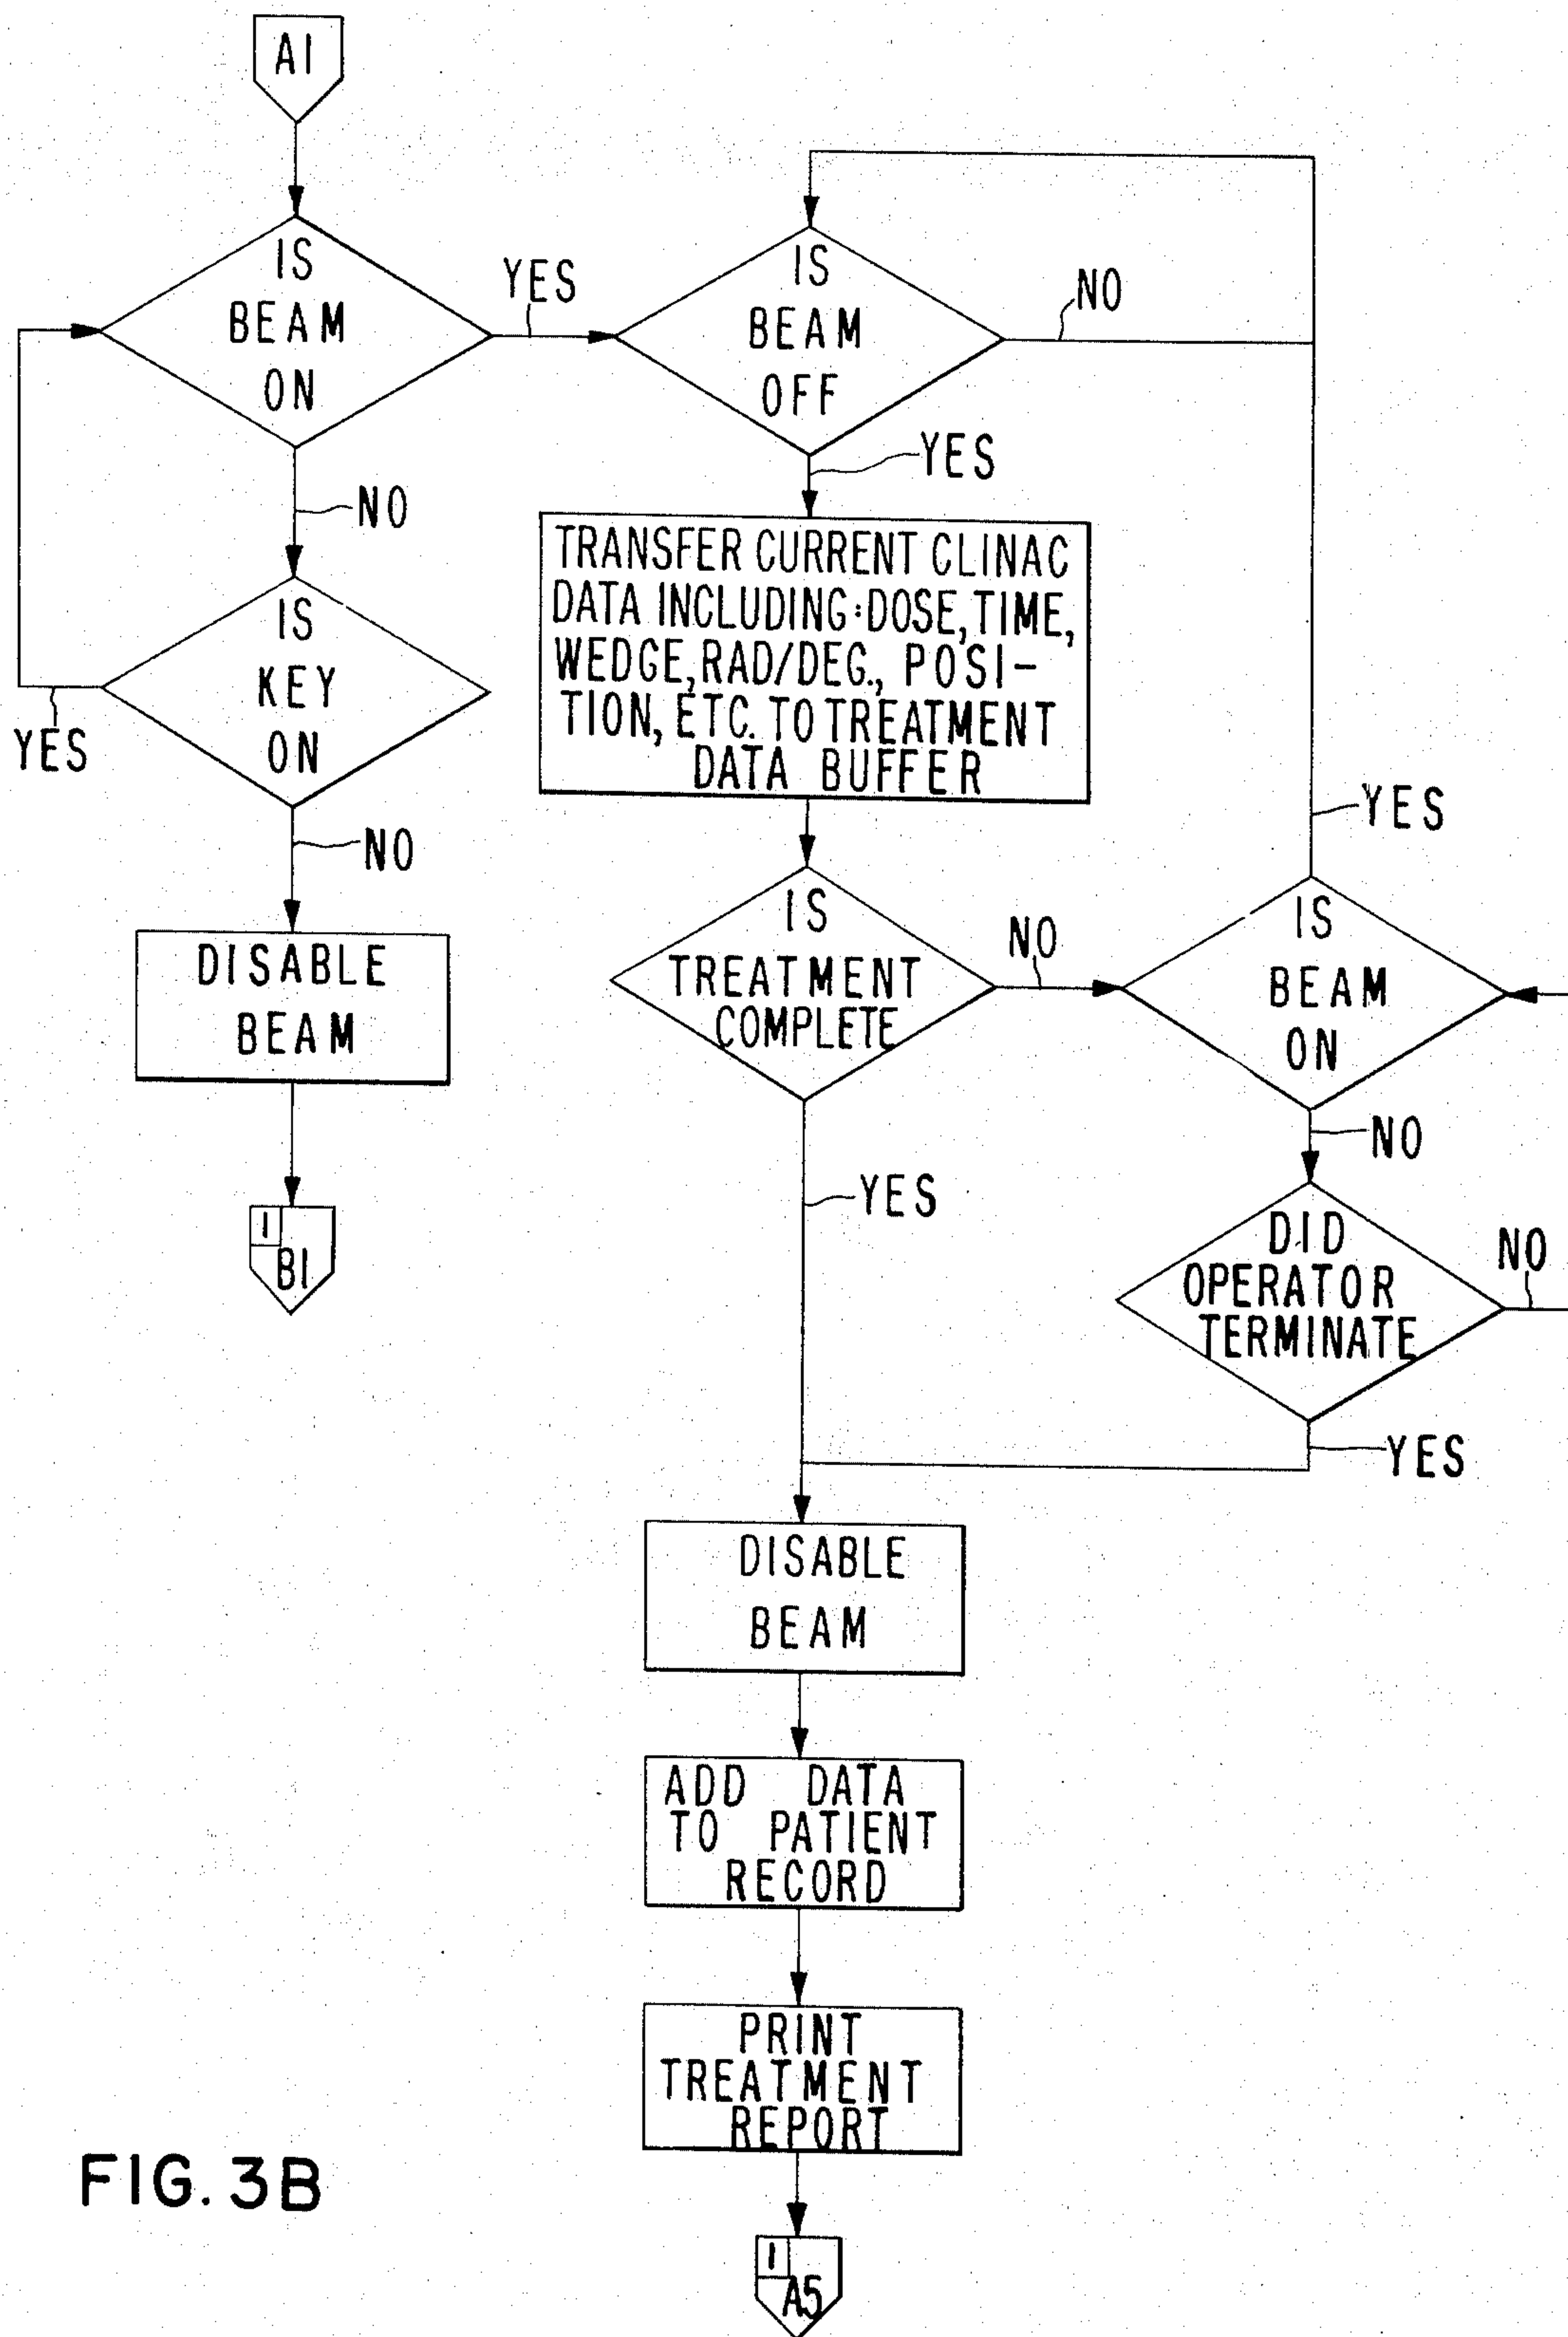 A1
IS
BEAM
ON
YES
IS
BEAM
OFF
NO
YES
NO
IS
KEY
ON
YES
NO
DISABLE
BEAM
1
B1
TRANSFER CURRENT CLINAC
DATA INCLUDING: DOSE, TIME,
WEDGE, RAD/DEG., POSI-
TION, ETC. TO TREATMENT
DATA BUFFER
IS
TREATMENT
COMPLETE
NO
YES
IS
BEAM
ON
YES
NO
DID
OPERATOR
TERMINATE
NO
YES
DISABLE
BEAM
ADD DATA
TO PATIENT
RECORD
PRINT
TREATMENT
REPORT
1
A5
FIG. 3B